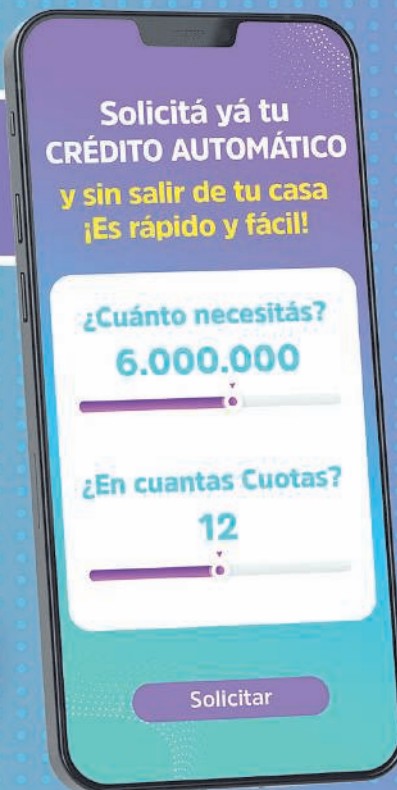 Solicitá yá tu
CRÉDITO AUTOMÁTICO
y sin salir de tu casa
¡Es rápido y fácil!
¿Cuánto necesitás?
6.000.000
¿En cuantas Cuotas?
12
Solicitar